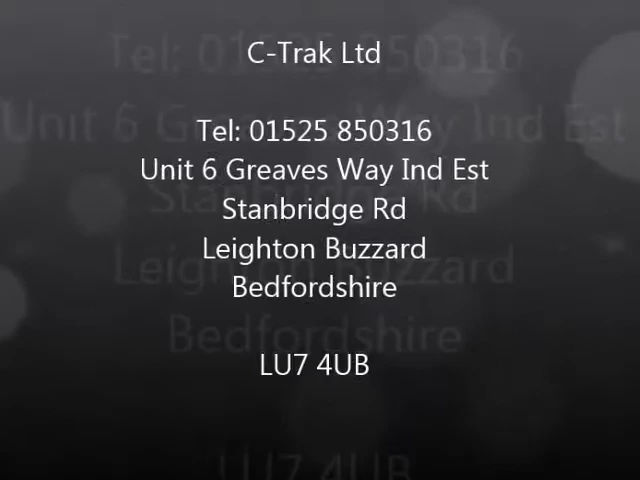 C-Trak Ltd
Tel: 01525 850316
Unit 6 Greaves Way Ind Est
Stanbridge Rd
Leighton Buzzard
Bedfordshire
LU7 4UB